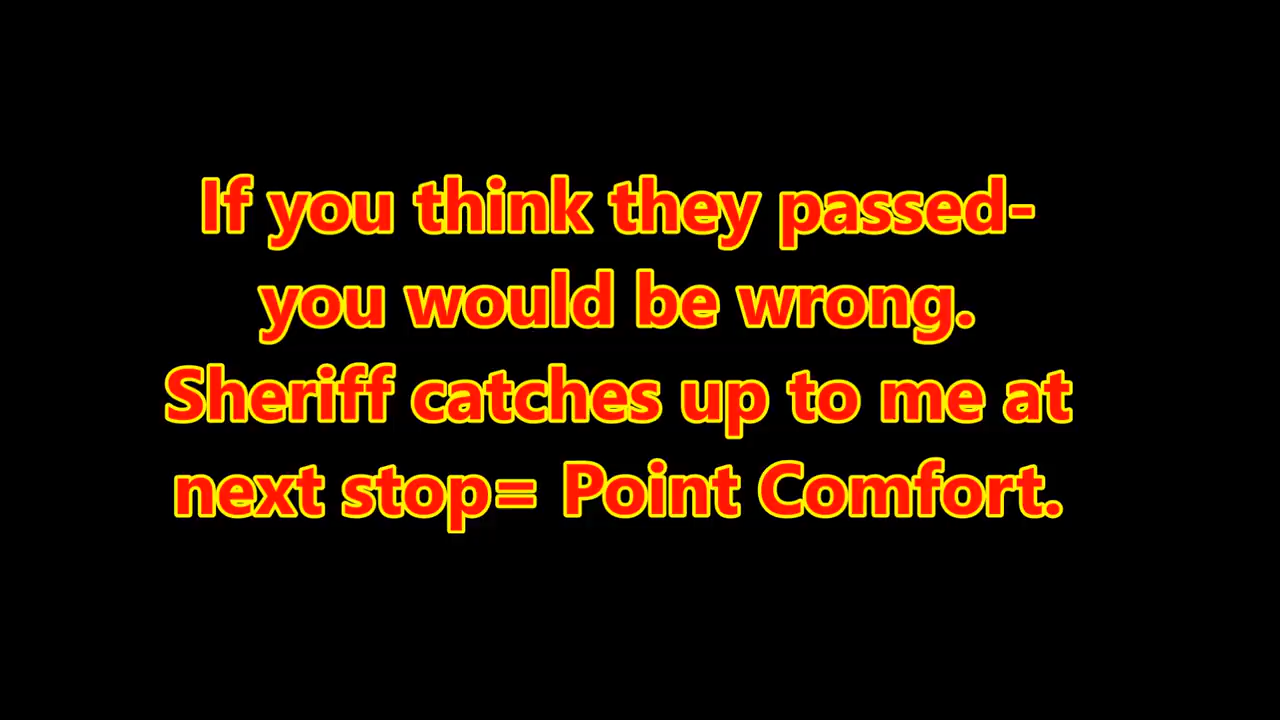 If you think they passed-
you would be wrong.
Sheriff catches up to me at
next stop= Point Comfort.